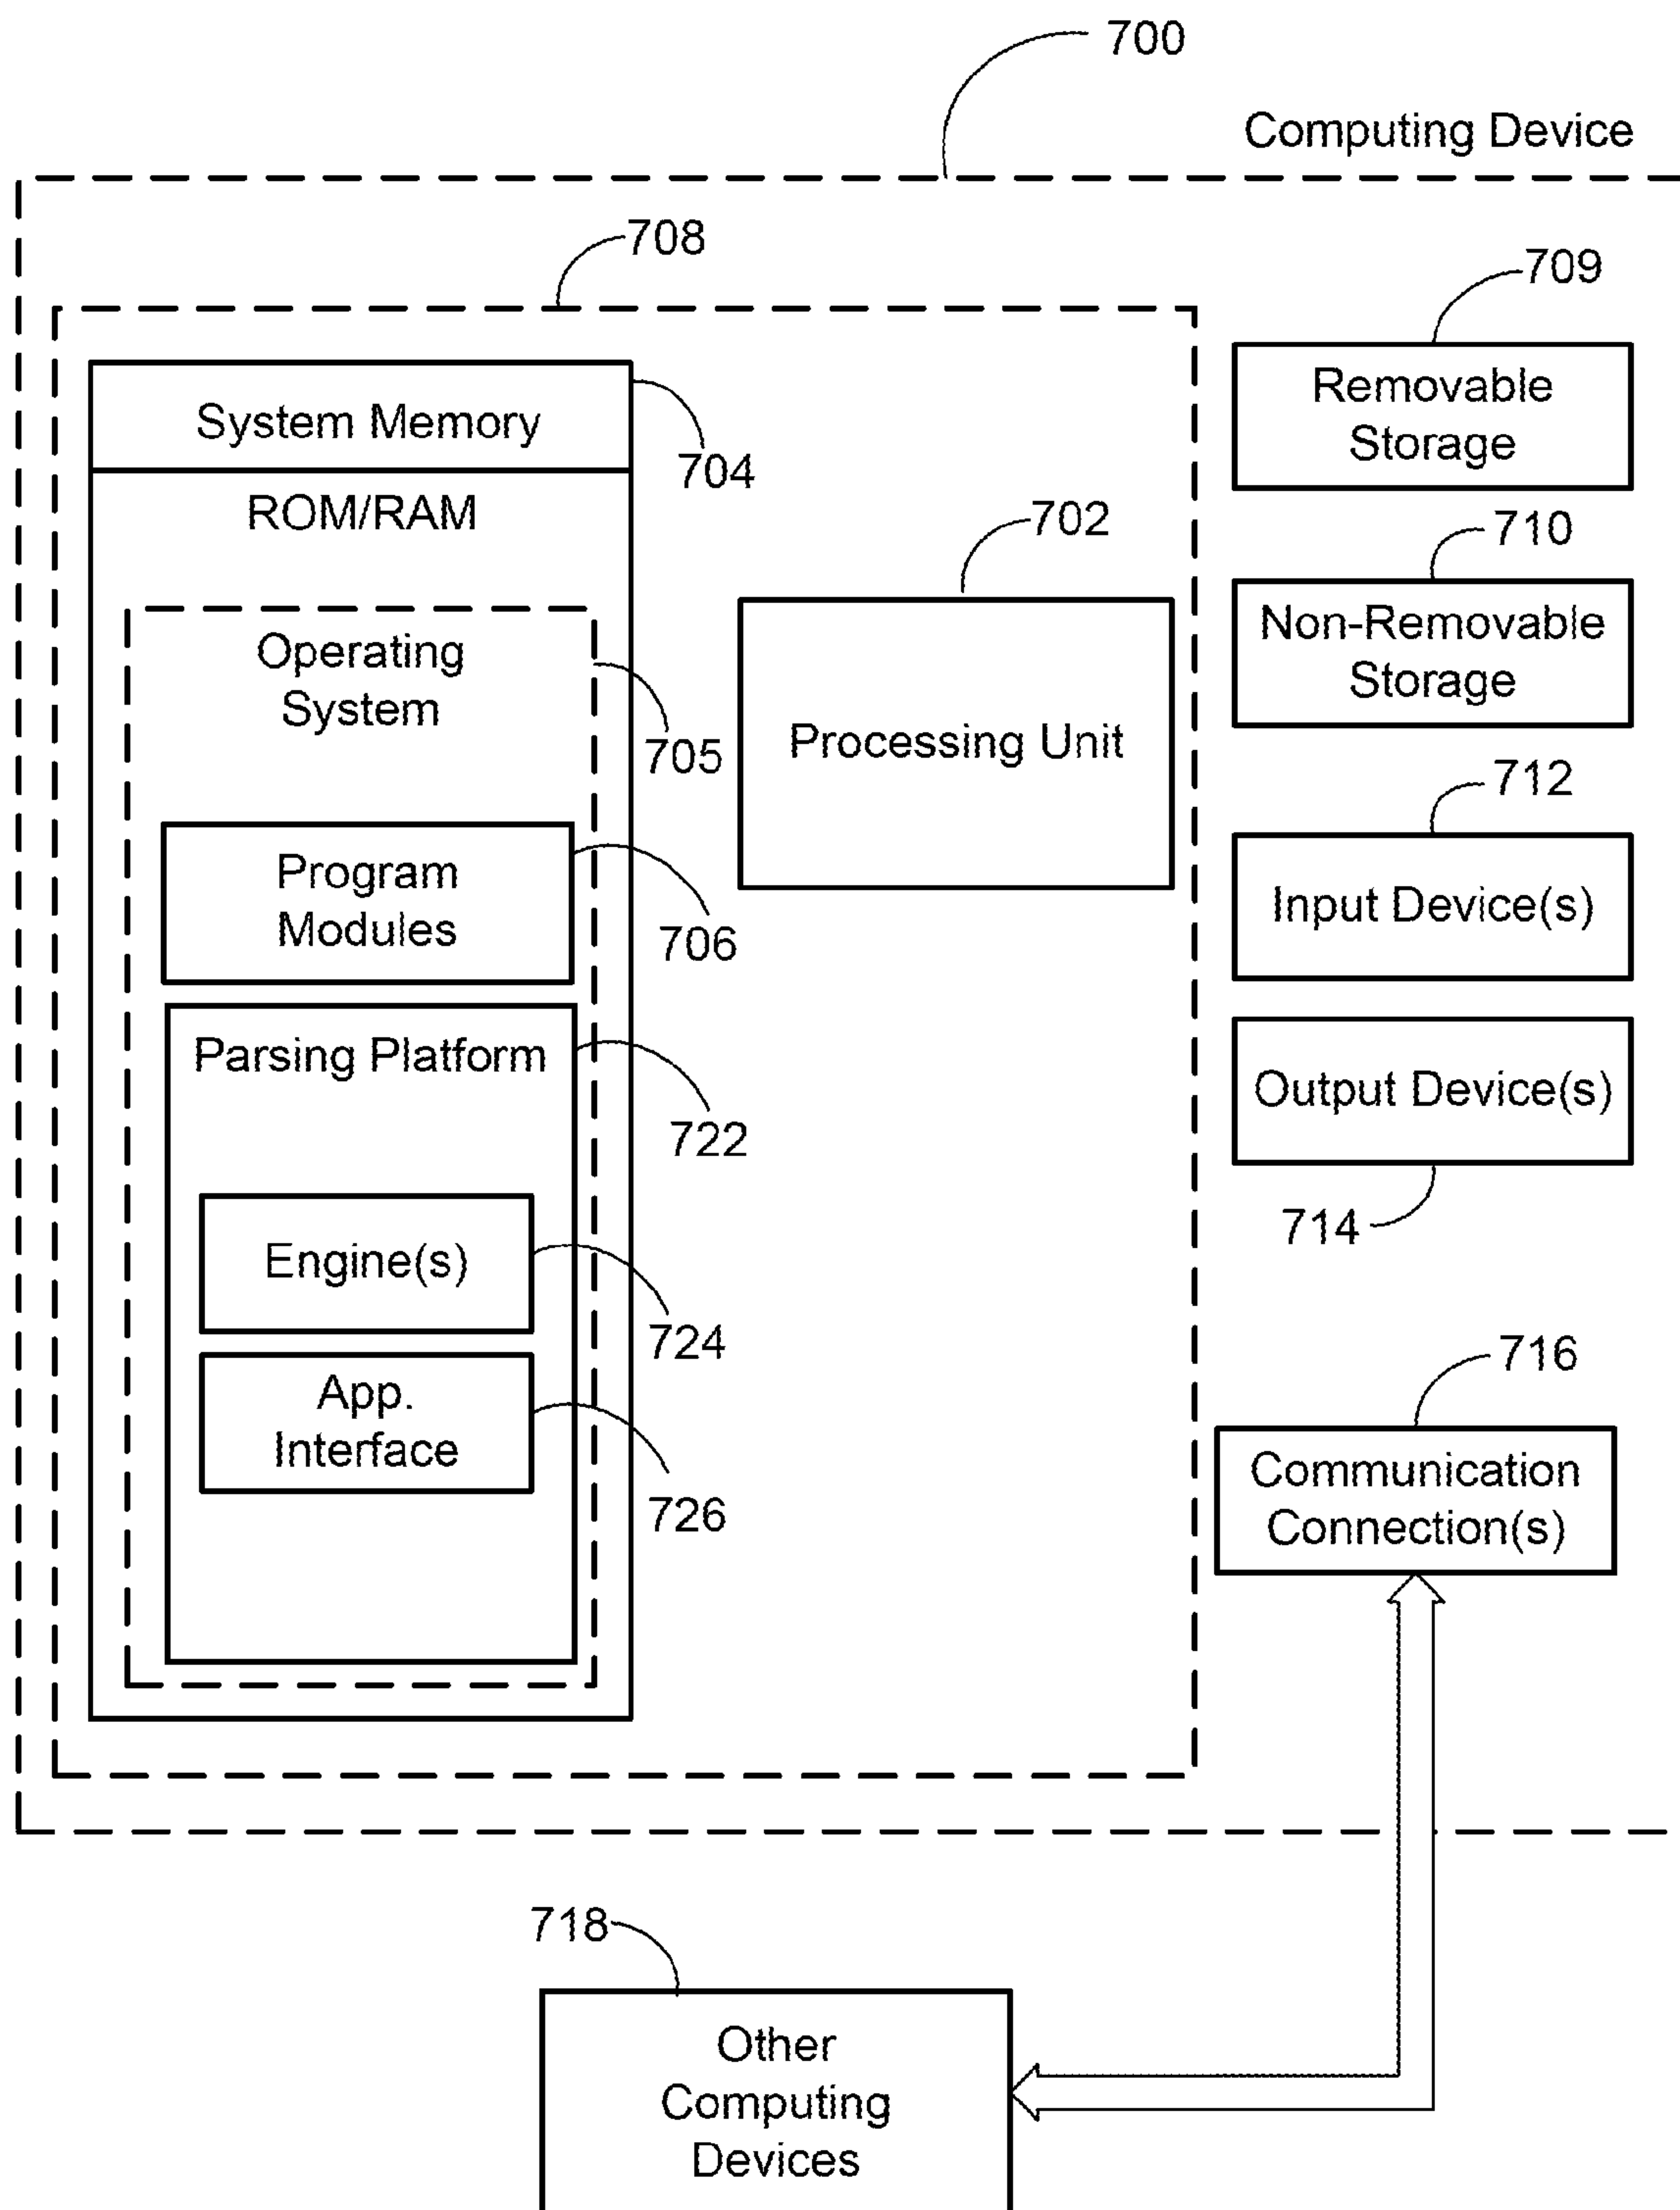 700
Computing Device
708
709
System Memory
704
ROM/RAM
Removable
Storage
702
710
Operating
System
705
Processing Unit
Non-Removable
Storage
712
Program
Modules
706
Input Device(s)
Parsing Platform
722
Output Device(s)
714
Engine(s)
724
App.
Interface
726
716
Communication
Connection(s)
718
Other
Computing
Devices